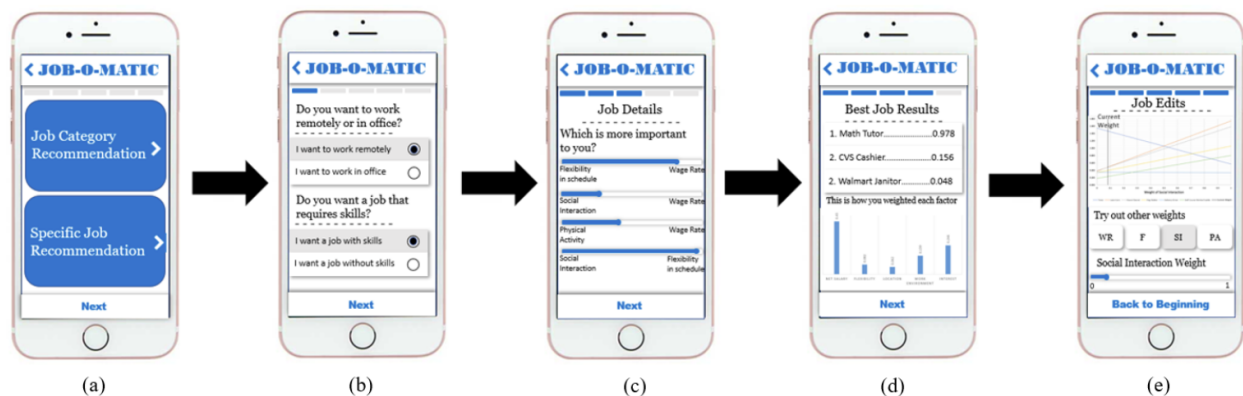 JOB-O-MATIC
Job Category
Recommendation
Specific Job
Recommendation
Next
(a)
JOB-O-MATIC
Do you want to work
remotely or in office?
I want to work remotely
I want to work in office
Do you want a job that
requires skills?
I want a job with skills
I want a job without skills
Next
(b)
JOB-O-MATIC
Job Details
Which is more important
to you?
Flexibility
in schedule
Wage Rate
Social
Interaction
Wage Rate
Physical
Activity
Wage Rate
Social
Interaction
Flexibility
in schedule
Next
(c)
JOB-O-MATIC
Best Job Results
1. Math Tutor 0.978
2. CVS Cashier 0.156
2. Walmart Janitor 0.048
This is how you weighted each factor
Next
(d)
JOB-O-MATIC
Job Edits
Current
Weight
Try out other weights
WR F SI PA
Social Interaction Weight
0 1
Back to Beginning
(e)